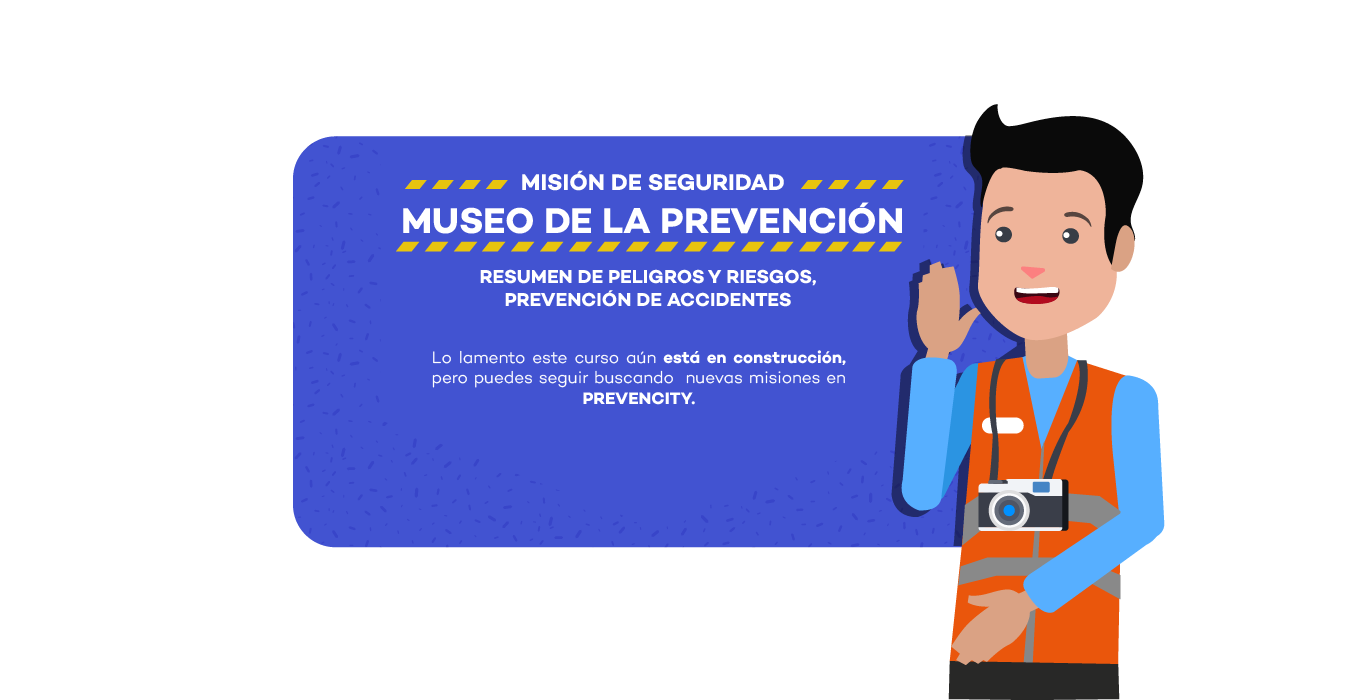 MISIÓN DE SEGURIDAD
MUSEO DE LA PREVENCIÓN
RESUMEN DE PELIGROS Y RIESGOS,
PREVENCIÓN DE ACCIDENTES
Lo lamento este curso aún está en construcción,
pero puedes seguir buscando nuevas misiones en
PREVENCITY.